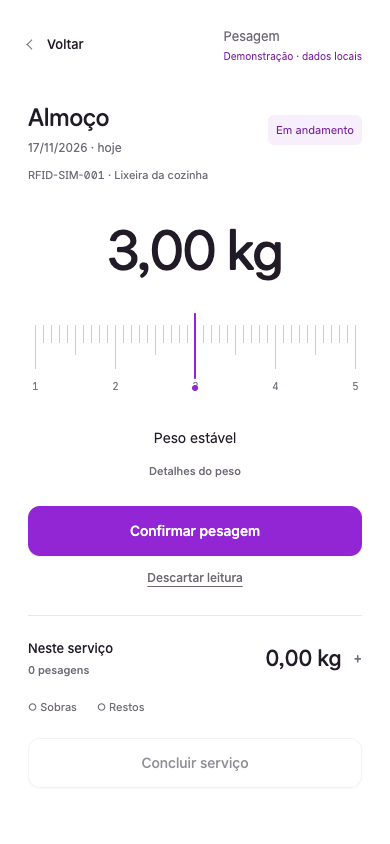 Voltar
Pesagem
Demonstração · dados locais
Almoço
Em andamento
17/11/2026 · hoje
RFID-SIM-001 · Lixeira da cozinha
3,00 kg
1 2 3 4 5
Peso estável
Detalhes do peso
Confirmar pesagem
Descartar leitura
Neste serviço
0,00 kg +
0 pesagens
Sobras Restos
Concluir serviço